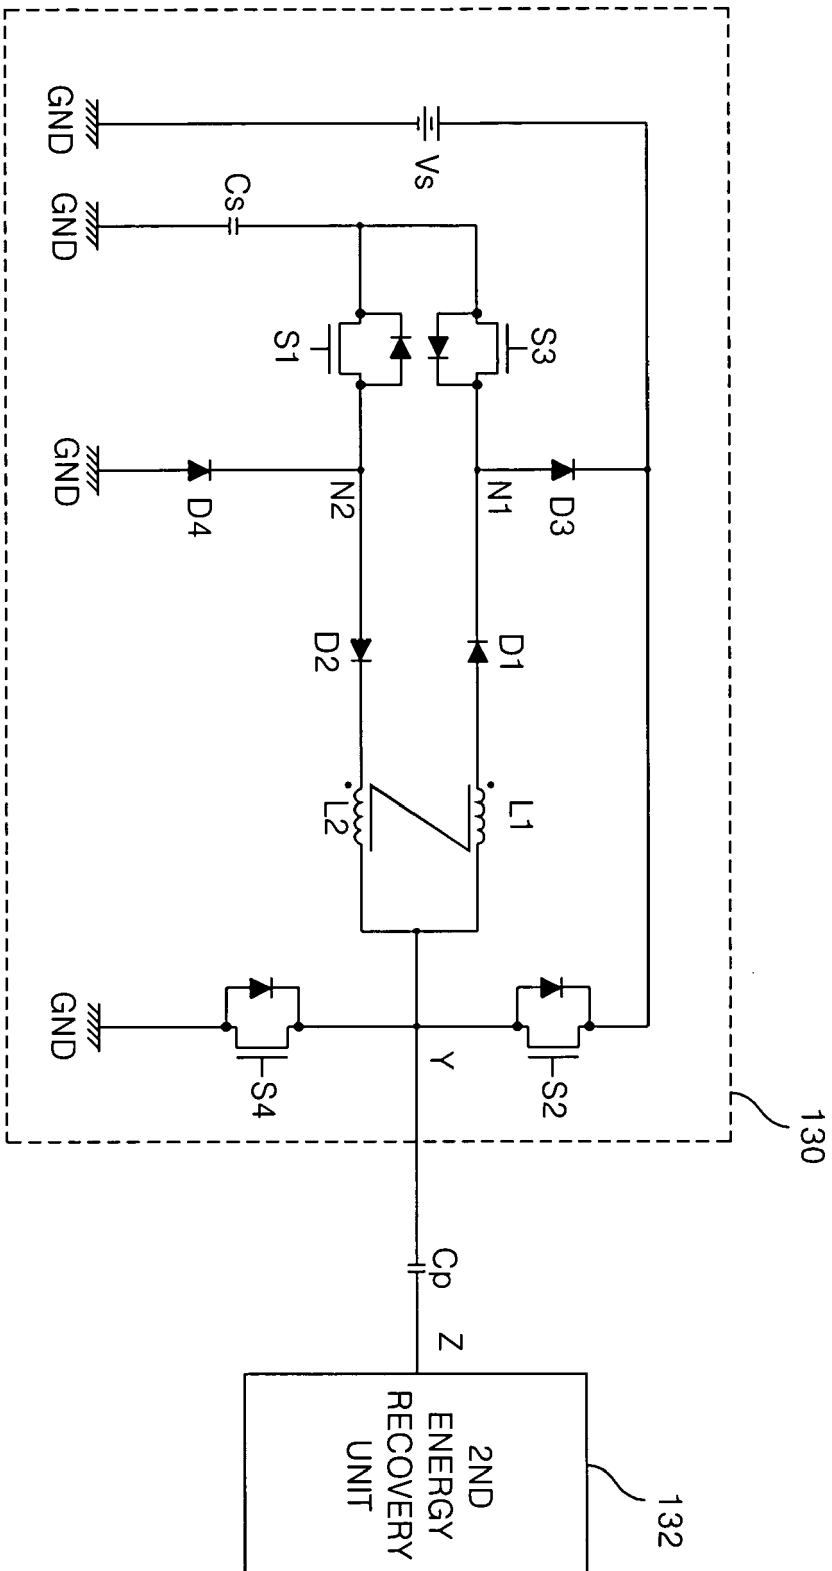 130
132
Vs
GND
Cs
GND
S3
S1
D3
N1
N2
D4
GND
D1
D2
L1
L2
S2
Y
S4
GND
Cp
Z
2ND
ENERGY
RECOVERY
UNIT